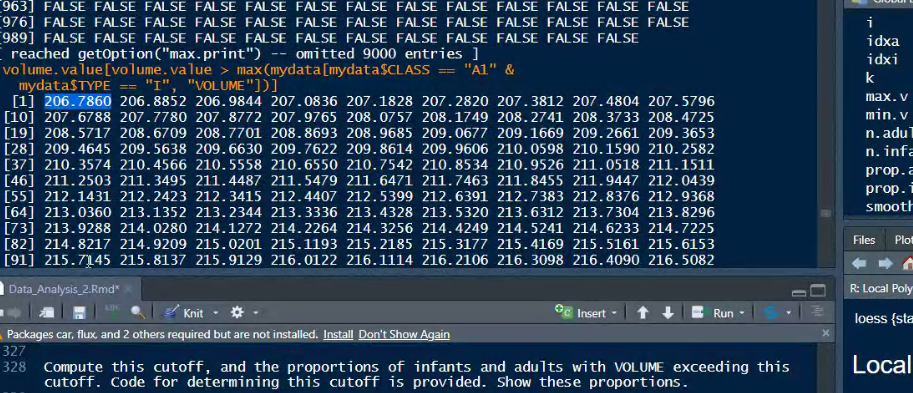 [963] FALSE FALSE FALSE FALSE FALSE FALSE FALSE FALSE FALSE FALSE FALSE FALSE FALSE
[976] FALSE FALSE FALSE FALSE FALSE FALSE FALSE FALSE FALSE FALSE FALSE FALSE FALSE
[989] FALSE FALSE FALSE FALSE FALSE FALSE FALSE FALSE FALSE FALSE FALSE FALSE
[ reached getOption("max.print") -- omitted 9000 entries ]
volume.value[volume.value > max(mydata[mydata$CLASS == "A1" &
mydata$TYPE == "I", "VOLUME"])]
[1] 206.7860 206.8852 206.9844 207.0836 207.1828 207.2820 207.3812 207.4804 207.5796
[10] 207.6788 207.7780 207.8772 207.9765 208.0757 208.1749 208.2741 208.3733 208.4725
[19] 208.5717 208.6709 208.7701 208.8693 208.9685 209.0677 209.1669 209.2661 209.3653
[28] 209.4645 209.5638 209.6630 209.7622 209.8614 209.9606 210.0598 210.1590 210.2582
[37] 210.3574 210.4566 210.5558 210.6550 210.7542 210.8534 210.9526 211.0518 211.1511
[46] 211.2503 211.3495 211.4487 211.5479 211.6471 211.7463 211.8455 211.9447 212.0439
[55] 212.1431 212.2423 212.3415 212.4407 212.5399 212.6391 212.7383 212.8376 212.9368
[64] 213.0360 213.1352 213.2344 213.3336 213.4328 213.5320 213.6312 213.7304 213.8296
[73] 213.9288 214.0280 214.1272 214.2264 214.3256 214.4249 214.5241 214.6233 214.7225
[82] 214.8217 214.9209 215.0201 215.1193 215.2185 215.3177 215.4169 215.5161 215.6153
[91] 215.7145 215.8137 215.9129 216.0122 216.1114 216.2106 216.3098 216.4090 216.5082
Data_Analysis_2.Rmd*
Knit Insert Run
Packages car, flux, and 2 others required but are not installed. Install Don't Show Again
327
328 Compute this cutoff, and the proportions of infants and adults with VOLUME exceeding this
cutoff. Code for determining this cutoff is provided. Show these proportions.
i
idxa
idxi
k
max.v
min.v
n.adul
n.infa
prop.a
prop.i
smooth
Files Plot
R: Local Poly
loess {sta
Local